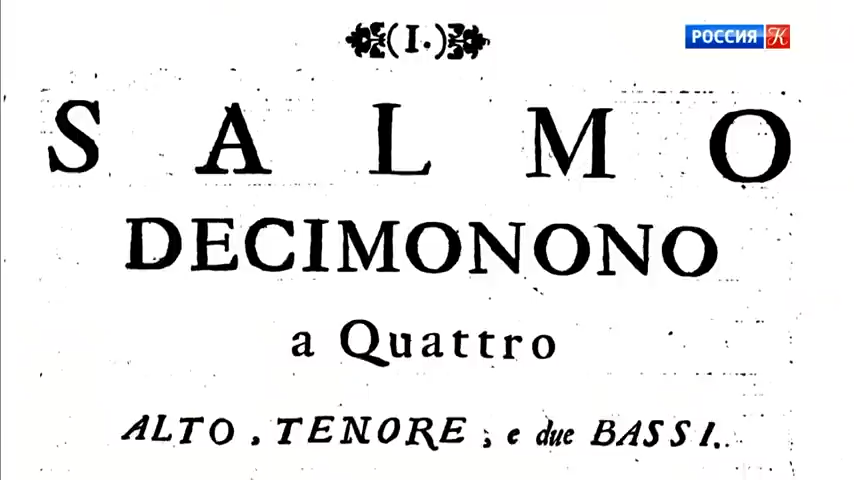 (I.)
РОССИЯ К
SALMO
DECIMONONO
a Quattro
ALTO, TENORE; e due BASSI.